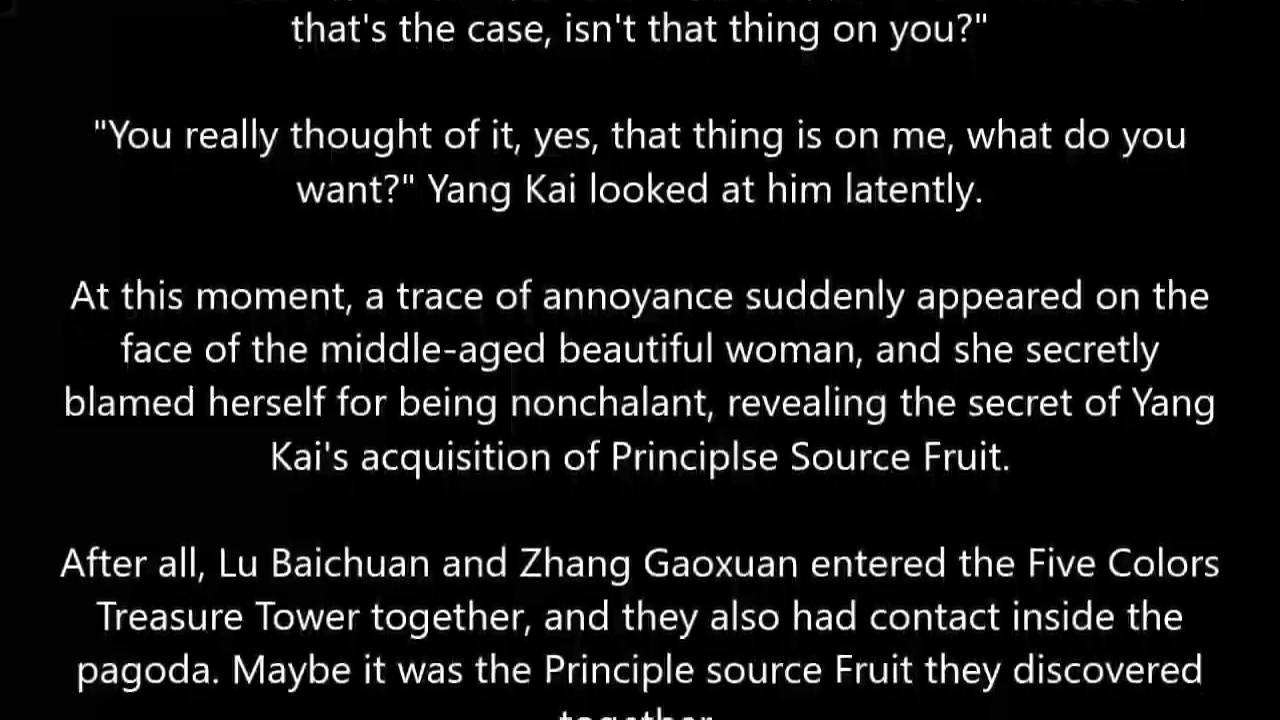 that's the case, isn't that thing on you?"
"You really thought of it, yes, that thing is on me, what do you
want?" Yang Kai looked at him latently.
At this moment, a trace of annoyance suddenly appeared on the
face of the middle-aged beautiful woman, and she secretly
blamed herself for being nonchalant, revealing the secret of Yang
Kai's acquisition of Principlse Source Fruit.
After all, Lu Baichuan and Zhang Gaoxuan entered the Five Colors
Treasure Tower together, and they also had contact inside the
pagoda. Maybe it was the Principle source Fruit they discovered